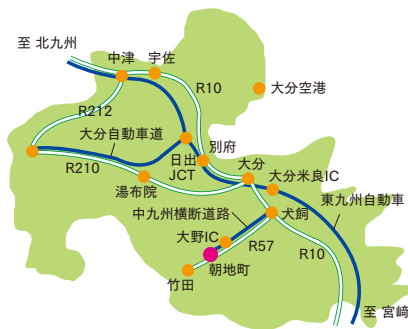 至 北九州
中津
宇佐
R10
大分空港
R212
大分自動車道
別府
日出
JCT
大分
R210
大分米良IC
湯布院
東九州自動車
中九州横断道路
犬飼
大野IC
R57
R10
朝地町
竹田
至 宮﨑